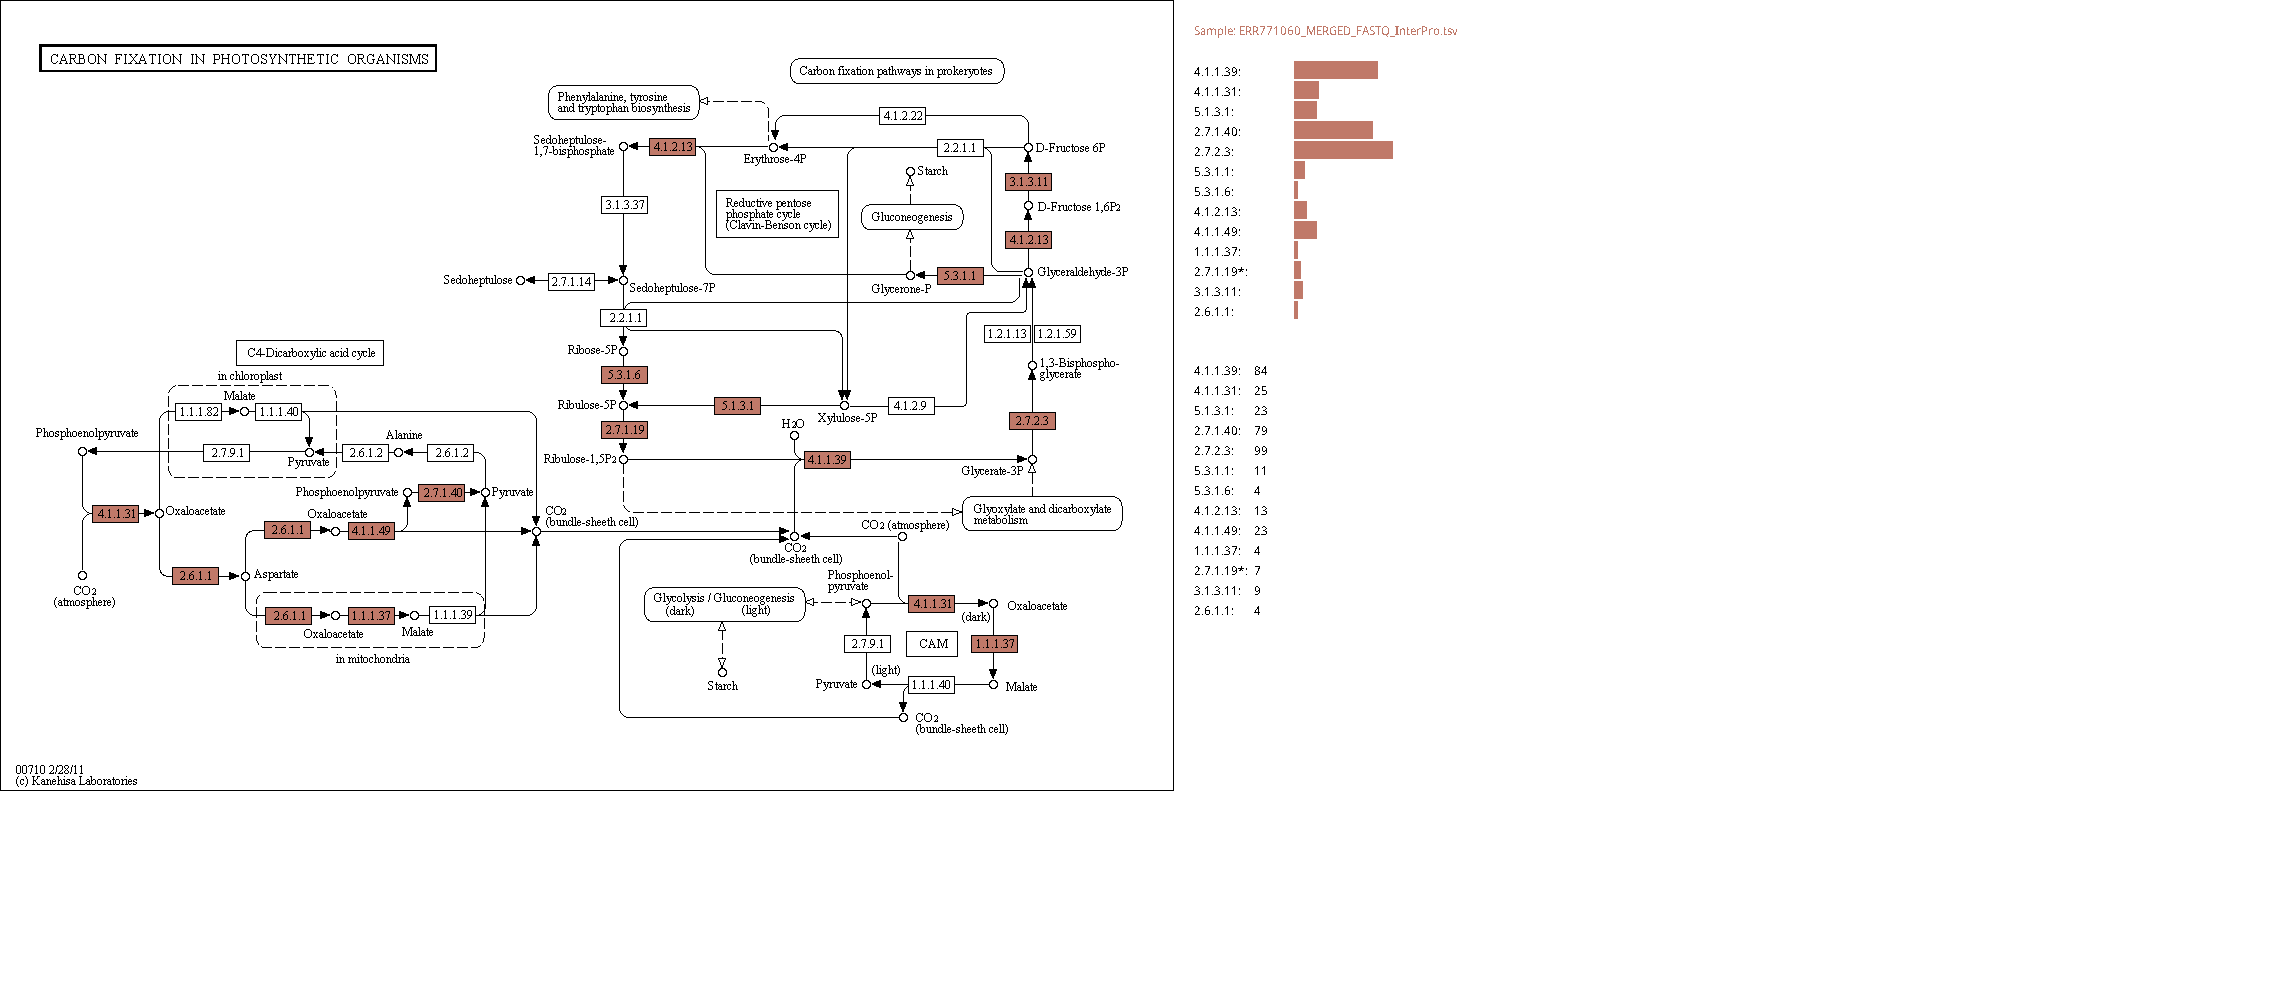 Sample: ERR771060_MERGED_FASTQ_InterPro.tsv
CARBON FIXATION IN PHOTOSYNTHETIC ORGANISMS
Carbon fixation pathways in prokeryotes
Phenylalanine, tyrosine
and tryptophan biosynthesis
4.1.2.22
Sedoheptulose-
1,7-bisphosphate
4.1.2.13
Erythrose-4P
2.2.1.1
D-Fructose 6P
Starch
3.1.3.11
Reductive pentose
phosphate cycle
(Clavin-Benson cycle)
3.1.3.37
Gluconeogenesis
D-Fructose 1,6P2
4.1.2.13
Sedoheptulose
2.7.1.14
Sedoheptulose-7P
Glycerone-P
5.3.1.1
Glyceraldehyde-3P
2.2.1.1
1.2.1.13
1.2.1.59
C4-Dicarboxylic acid cycle
Ribose-5P
1,3-Bisphospho-
glycerate
in chloroplast
5.3.1.6
Malate
1.1.1.82
1.1.1.40
Ribulose-5P
5.1.3.1
Xylulose-5P
4.1.2.9
2.7.2.3
Phosphoenolpyruvate
Alanine
2.7.1.19
H2O
2.7.9.1
Pyruvate
2.6.1.2
2.6.1.2
Ribulose-1,5P2
4.1.1.39
Glycerate-3P
Phosphoenolpyruvate
2.7.1.40
Pyruvate
4.1.1.31
Oxaloacetate
Oxaloacetate
CO2
(bundle-sheeth cell)
Glyoxylate and dicarboxylate
metabolism
2.6.1.1
4.1.1.49
CO2 (atmosphere)
CO2
(bundle-sheeth cell)
2.6.1.1
Aspartate
CO2
(atmosphere)
Phosphoenol-
pyruvate
Glycolysis / Gluconeogenesis
(dark) (light)
4.1.1.31
Oxaloacetate
(dark)
2.6.1.1
1.1.1.37
1.1.1.39
Oxaloacetate
Malate
2.7.9.1
CAM
1.1.1.37
in mitochondria
(light)
Starch
Pyruvate
1.1.1.40
Malate
CO2
(bundle-sheeth cell)
00710 2/28/11
(c) Kanehisa Laboratories
4.1.1.39:
4.1.1.31:
5.1.3.1:
2.7.1.40:
2.7.2.3:
5.3.1.1:
5.3.1.6:
4.1.2.13:
4.1.1.49:
1.1.1.37:
2.7.1.19*:
3.1.3.11:
2.6.1.1:
4.1.1.39: 84
4.1.1.31: 25
5.1.3.1: 23
2.7.1.40: 79
2.7.2.3: 99
5.3.1.1: 11
5.3.1.6: 4
4.1.2.13: 13
4.1.1.49: 23
1.1.1.37: 4
2.7.1.19*: 7
3.1.3.11: 9
2.6.1.1: 4